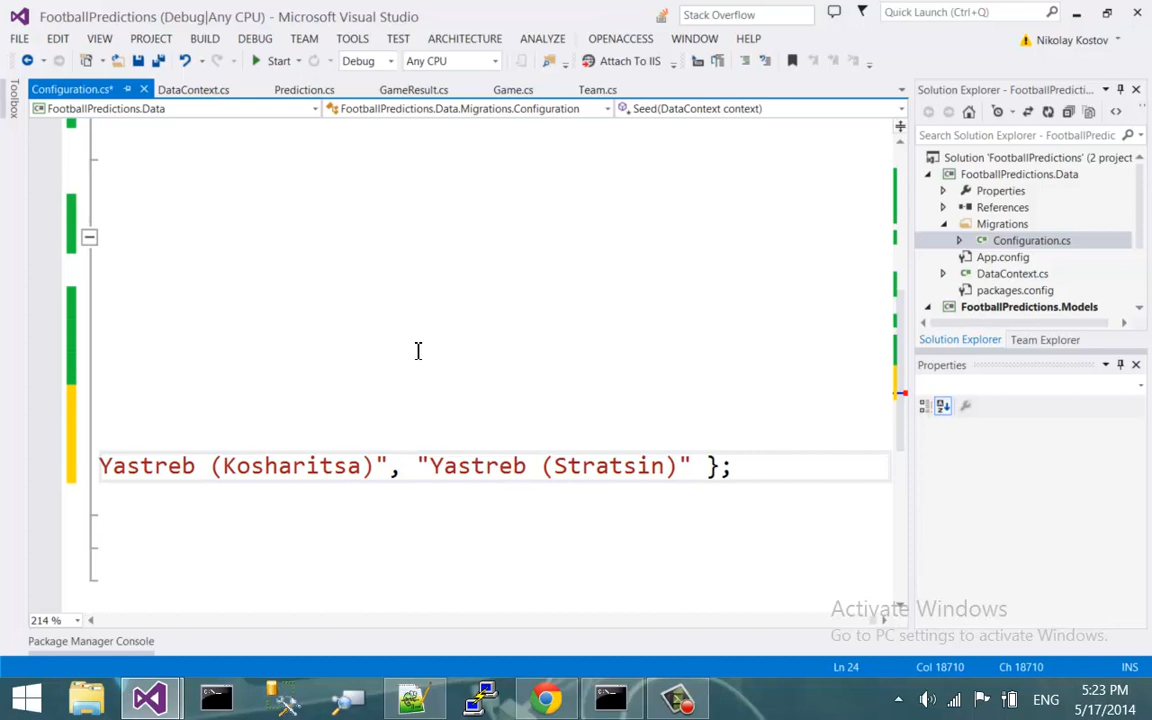 FootballPredictions (Debug|Any CPU) - Microsoft Visual Studio
Stack Overflow
Quick Launch (Ctrl+Q)
FILE EDIT VIEW PROJECT BUILD DEBUG TEAM TOOLS TEST ARCHITECTURE ANALYZE OPENACCESS WINDOW HELP
Nikolay Kostov
Start Debug Any CPU Attach To IIS
Toolbox
Configuration.cs* DataContext.cs Prediction.cs GameResult.cs Game.cs Team.cs
FootballPredictions.Data FootballPredictions.Data.Migrations.Configuration Seed(DataContext context)
Yastreb (Kosharitsa)", "Yastreb (Stratsin)" };
214 %
Package Manager Console
Solution Explorer - FootballPredicti...
Search Solution Explorer - FootballPredic
Solution 'FootballPredictions' (2 project
FootballPredictions.Data
Properties
References
Migrations
Configuration.cs
App.config
DataContext.cs
packages.config
FootballPredictions.Models
Solution Explorer Team Explorer
Properties
Activate Windows
Go to PC settings to activate Windows.
Ln 24 Col 18710 Ch 18710 INS
ENG
5:23 PM
5/17/2014